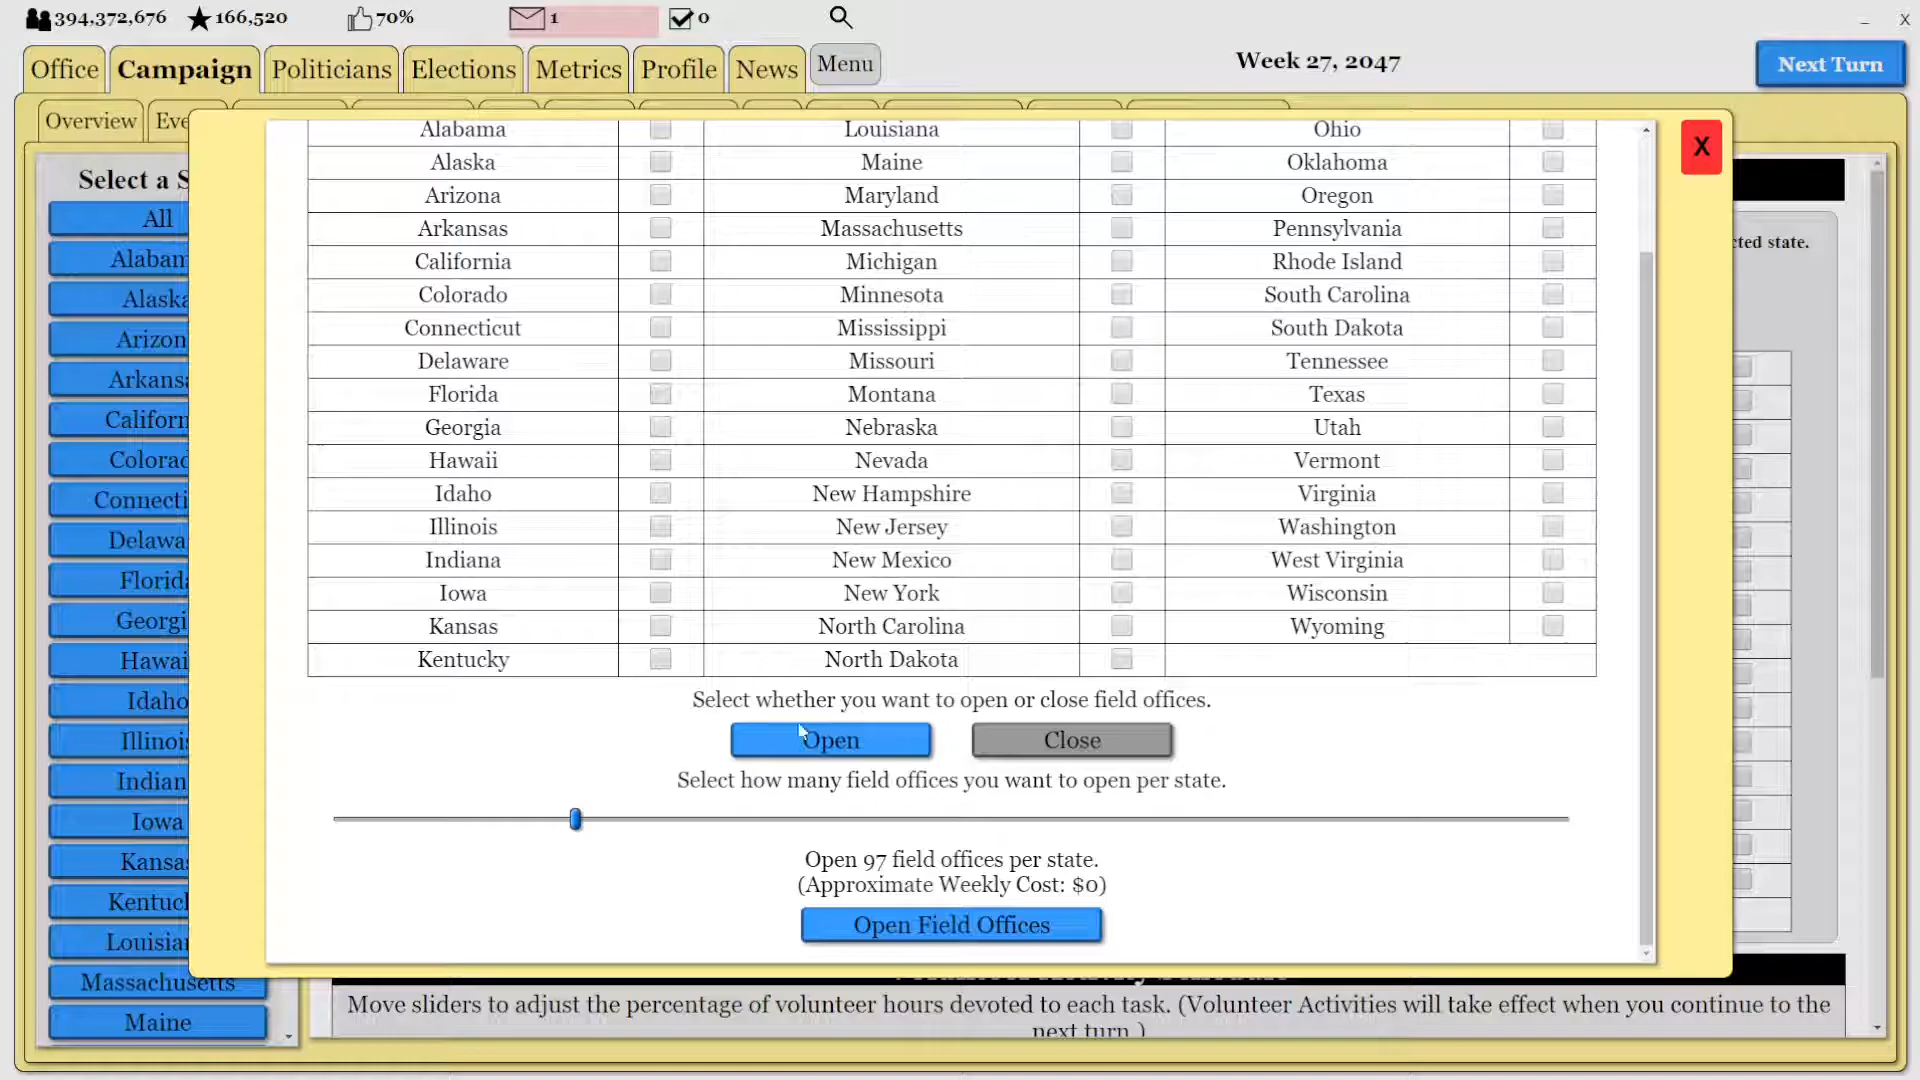 394,372,676 166,520 70% 1 0
Office Campaign Politicians Elections Metrics Profile News Menu Week 27, 2047 Next Turn
Overview Eve
X
Select a S
cted state.
All
Alabam
Alaska
Arizon
Arkansa
Californ
Colorad
Connecti
Delawa
Florida
Georgi
Hawai
Idaho
Illinois
Indian
Iowa
Kansas
Kentuc
Louisia
Massachusetts
Maine
Alabama Louisiana Ohio
Alaska Maine Oklahoma
Arizona Maryland Oregon
Arkansas Massachusetts Pennsylvania
California Michigan Rhode Island
Colorado Minnesota South Carolina
Connecticut Mississippi South Dakota
Delaware Missouri Tennessee
Florida Montana Texas
Georgia Nebraska Utah
Hawaii Nevada Vermont
Idaho New Hampshire Virginia
Illinois New Jersey Washington
Indiana New Mexico West Virginia
Iowa New York Wisconsin
Kansas North Carolina Wyoming
Kentucky North Dakota
Select whether you want to open or close field offices.
Open Close
Select how many field offices you want to open per state.
Open 97 field offices per state.
(Approximate Weekly Cost: $0)
Open Field Offices
Move sliders to adjust the percentage of volunteer hours devoted to each task. (Volunteer Activities will take effect when you continue to the
next turn.)